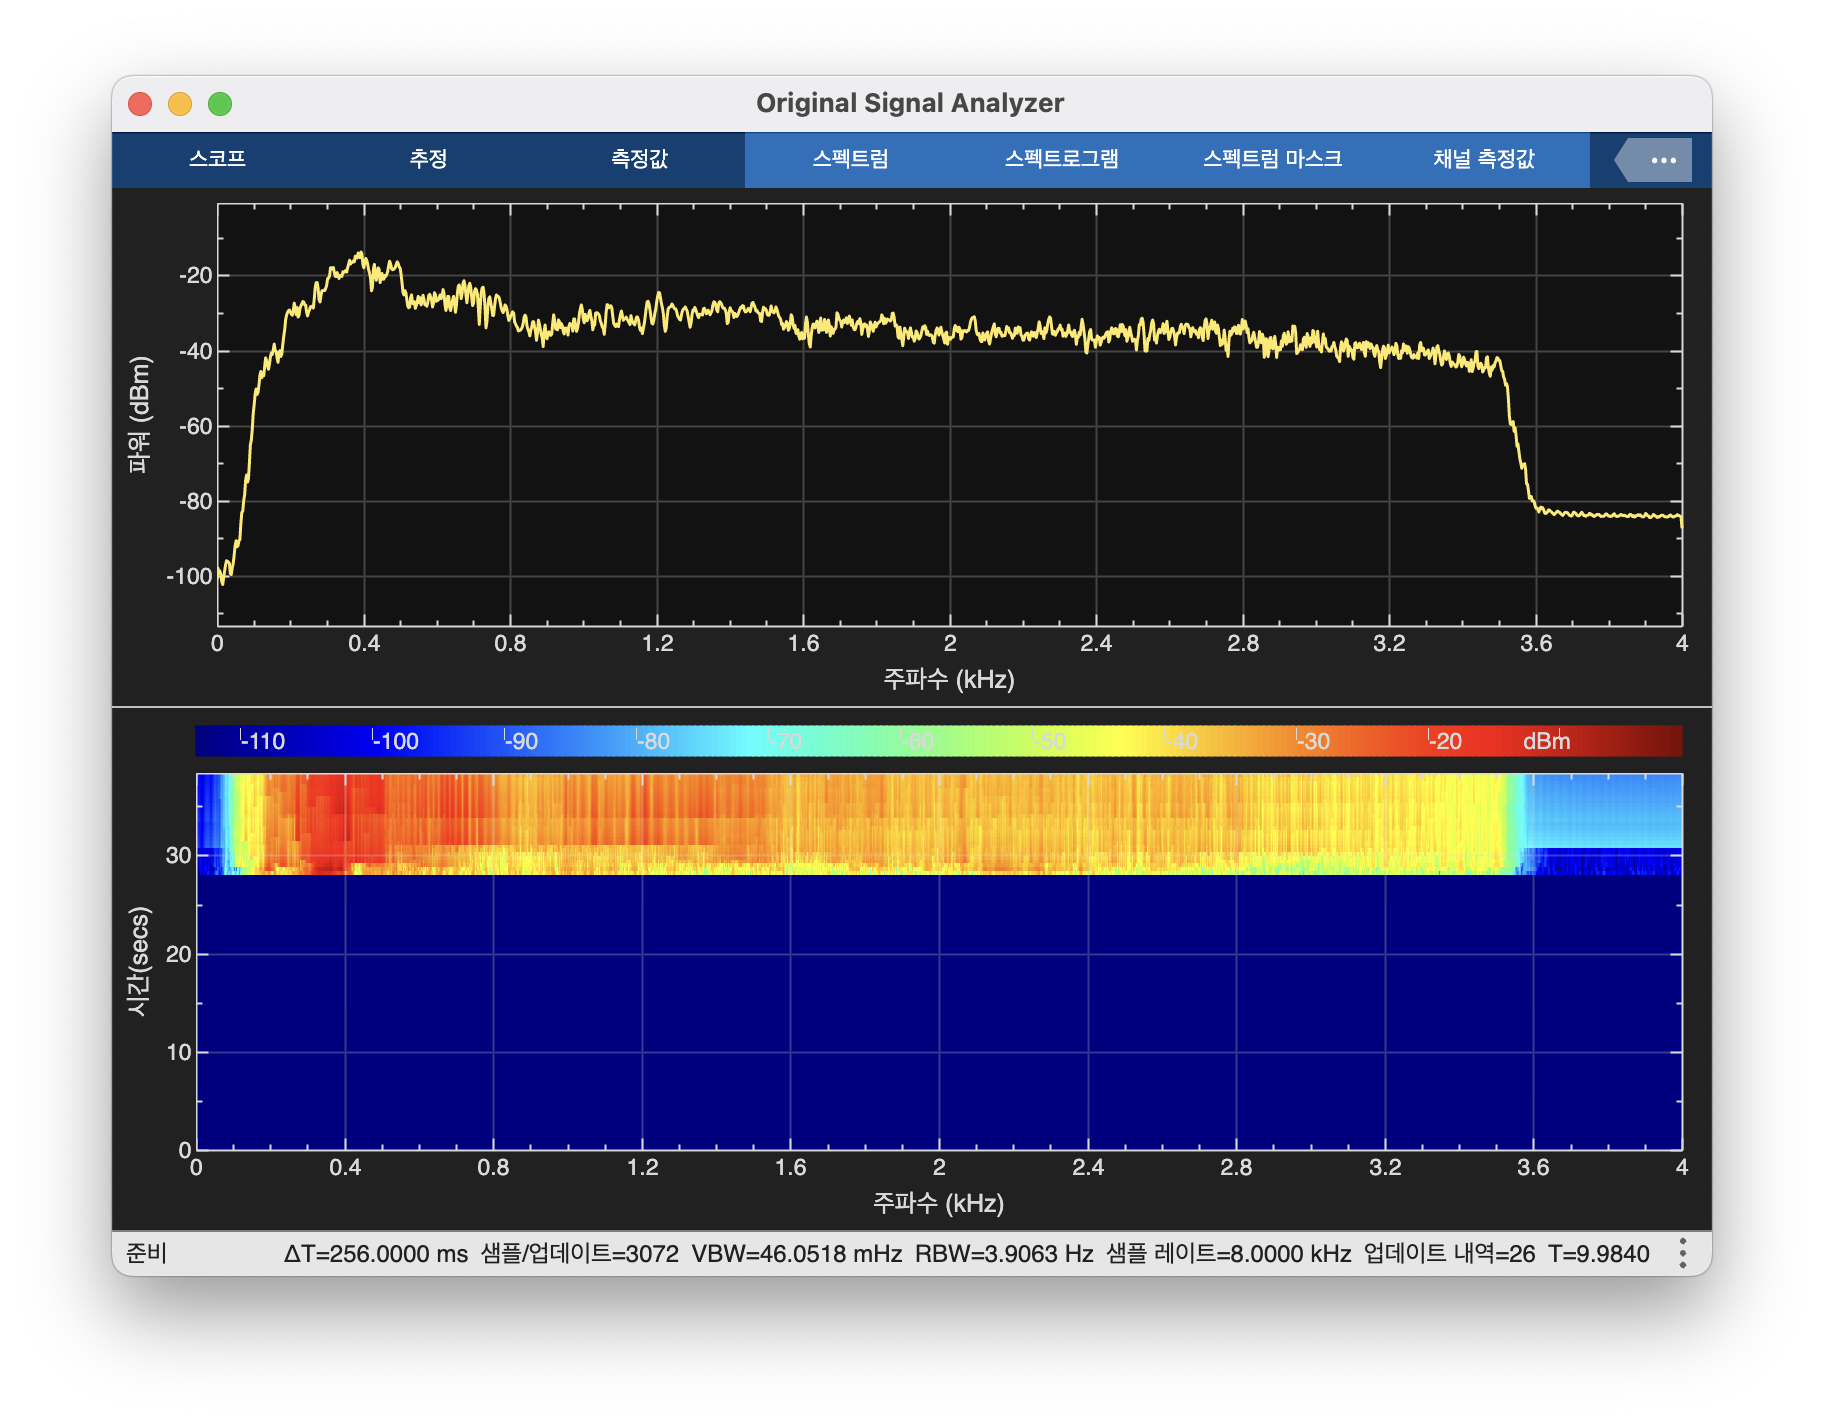 Original Signal Analyzer
스코프 추정 측정값 스펙트럼 스펙트로그램 스펙트럼 마스크 채널 측정값
-20
-40
-60
-80
-100
파워 (dBm)
0 0.4 0.8 1.2 1.6 2 2.4 2.8 3.2 3.6 4
주파수 (kHz)
-110 -100 -90 -80 -70 -60 -50 -40 -30 -20 dBm
30
20
10
0
시간(secs)
0 0.4 0.8 1.2 1.6 2 2.4 2.8 3.2 3.6 4
주파수 (kHz)
준비 ΔT=256.0000 ms 샘플/업데이트=3072 VBW=46.0518 mHz RBW=3.9063 Hz 샘플 레이트=8.0000 kHz 업데이트 내역=26 T=9.9840